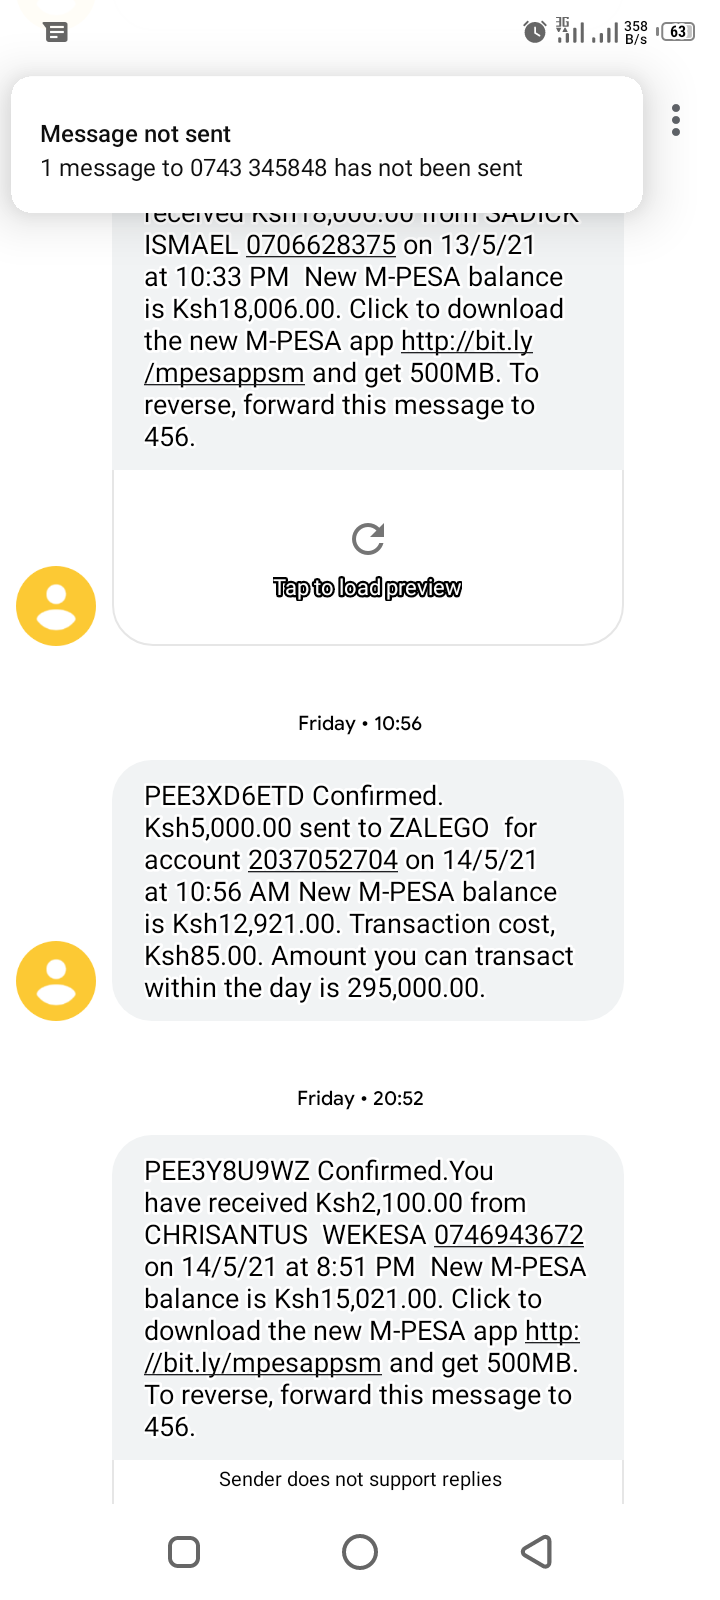 3G
358
B/s
63
Message not sent
1 message to 0743 345848 has not been sent
received Ksh18,000.00 from SADICK
ISMAEL 0706628375 on 13/5/21
at 10:33 PM  New M-PESA balance
is Ksh18,006.00. Click to download
the new M-PESA app http://bit.ly
/mpesappsm and get 500MB. To
reverse, forward this message to
456.
Tap to load preview
Friday • 10:56
PEE3XD6ETD Confirmed.
Ksh5,000.00 sent to ZALEGO  for
account 2037052704 on 14/5/21
at 10:56 AM New M-PESA balance
is Ksh12,921.00. Transaction cost,
Ksh85.00. Amount you can transact
within the day is 295,000.00.
Friday • 20:52
PEE3Y8U9WZ Confirmed.You
have received Ksh2,100.00 from
CHRISANTUS  WEKESA 0746943672
on 14/5/21 at 8:51 PM  New M-PESA
balance is Ksh15,021.00. Click to
download the new M-PESA app http:
//bit.ly/mpesappsm and get 500MB.
To reverse, forward this message to
456.
Sender does not support replies